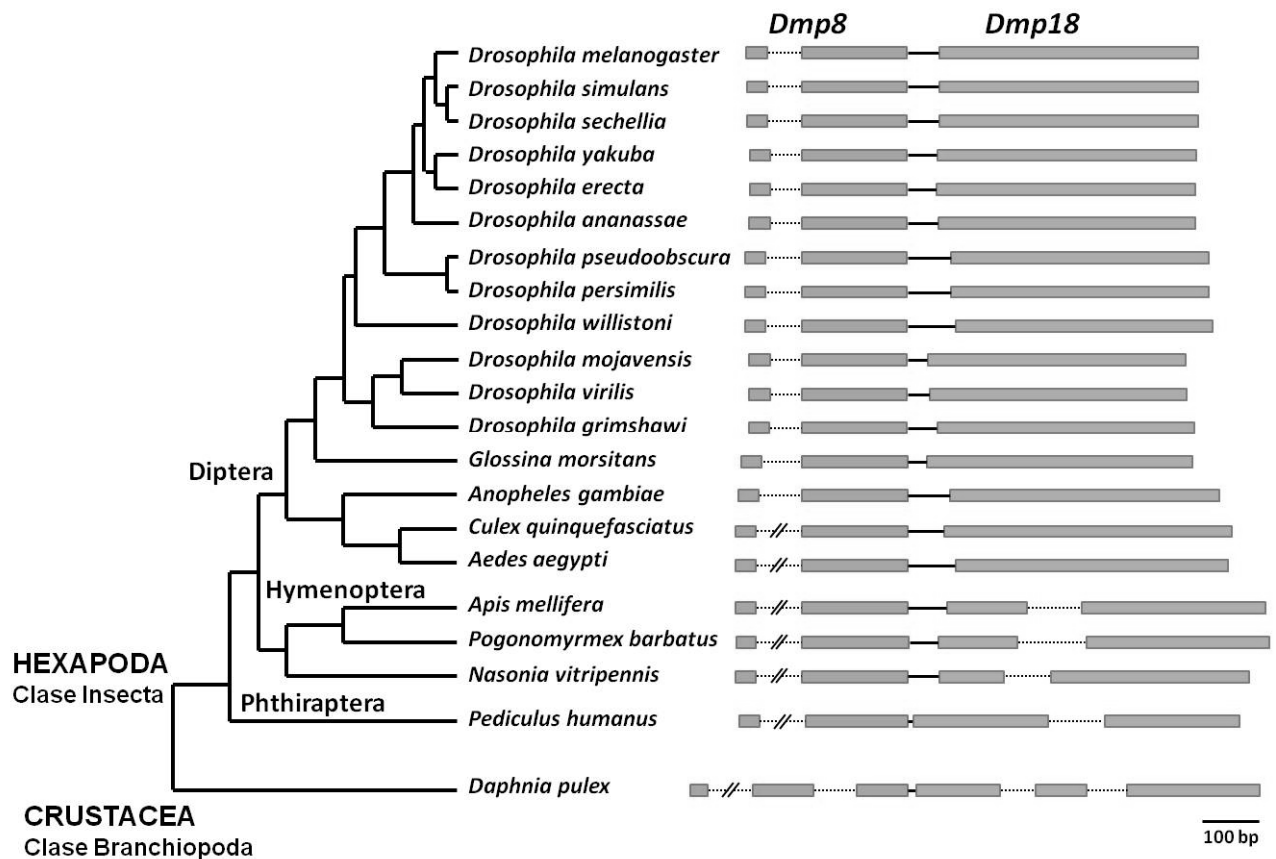 Dmp8 Dmp18
Drosophila melanogaster
Drosophila simulans
Drosophila sechellia
Drosophila yakuba
Drosophila erecta
Drosophila ananassae
Drosophila pseudoobscura
Drosophila persimilis
Drosophila willistoni
Drosophila mojavensis
Drosophila virilis
Drosophila grimshawi
Glossina morsitans
Diptera
Anopheles gambiae
Culex quinquefasciatus
Aedes aegypti
Hymenoptera
Apis mellifera
Pogonomyrmex barbatus
HEXAPODA
Clase Insecta
Nasonia vitripennis
Phthiraptera
Pediculus humanus
Daphnia pulex
CRUSTACEA
Clase Branchiopoda
100 bp